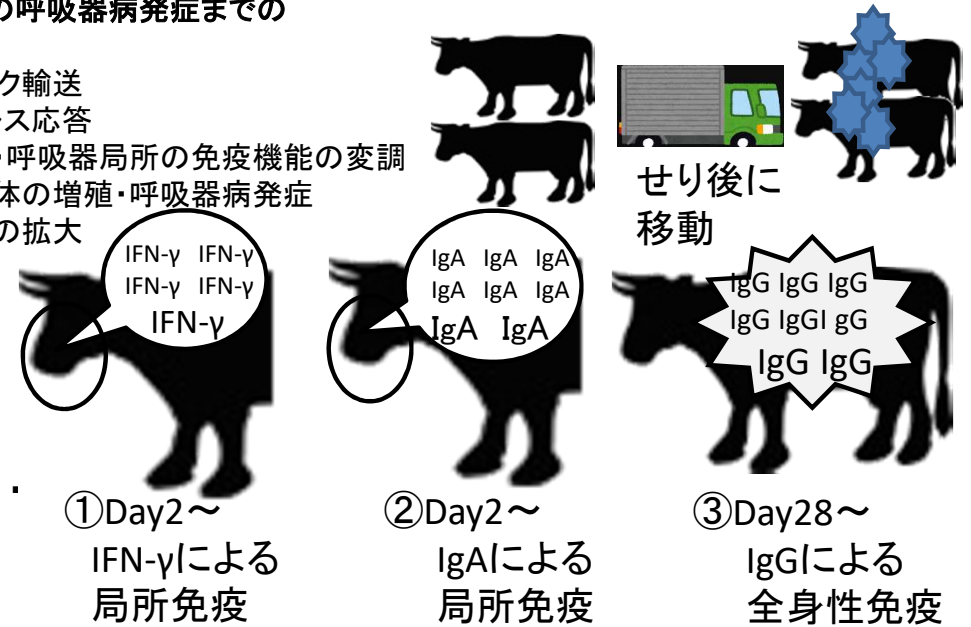 の呼吸器病発症までの
ク輸送
ス応答
・呼吸器局所の免疫機能の変調
体の増殖・呼吸器病発症
の拡大
せり後に
移動
IFN-γ IFN-γ
IFN-γ IFN-γ
IFN-γ
IgA IgA IgA
IgA IgA IgA
IgA IgA
IgG IgG IgG
IgG IgGI gG
IgG IgG
①Day2～
IFN-γによる
局所免疫
②Day2～
IgAによる
局所免疫
③Day28～
IgGによる
全身性免疫